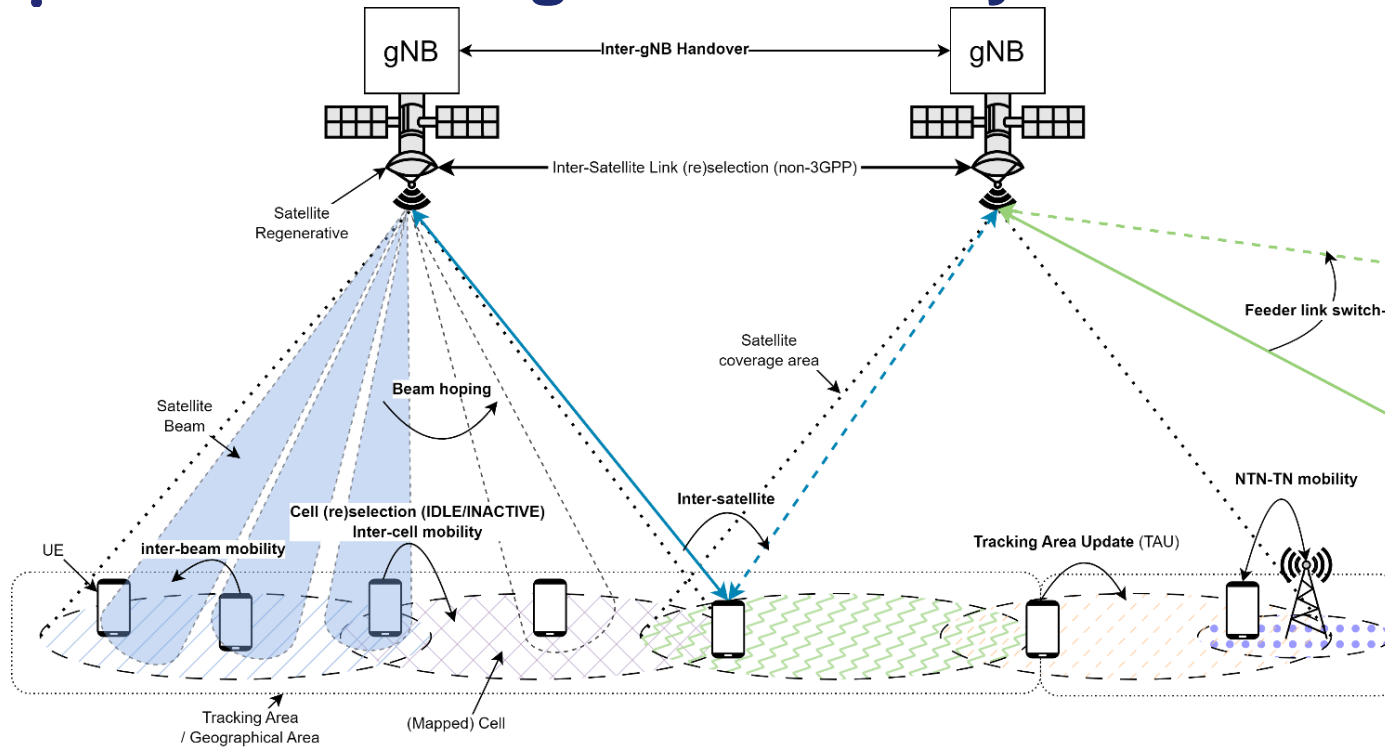 gNB
Inter-gNB Handover
gNB
Inter-Satellite Link (re)selection (non-3GPP)
Satellite
Regenerative
Feeder link switch-
Satellite
coverage area
Beam hoping
Satellite
Beam
NTN-TN mobility
Inter-satellite
Cell (re)selection (IDLE/INACTIVE)
Inter-cell mobility
Tracking Area Update (TAU)
UE
inter-beam mobility
Tracking Area
/ Geographical Area
(Mapped) Cell